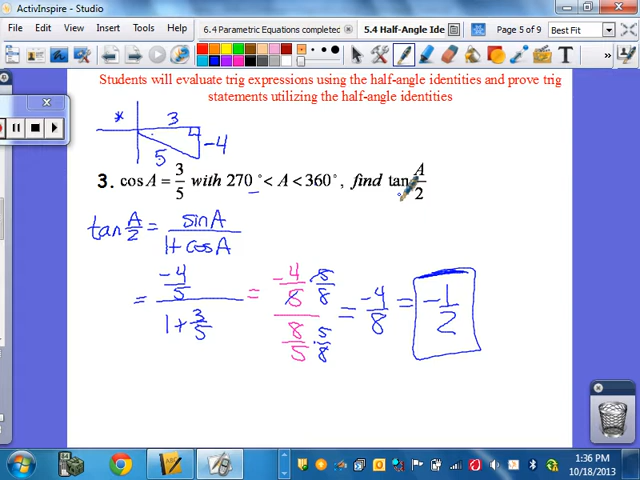 ActivInspire - Studio
File Edit View Insert Tools Help
6.4 Parametric Equations completed
5.4 Half-Angle Ide
Page 5 of 9
Best Fit
Students will evaluate trig expressions using the half-angle identities and prove trig
statements utilizing the half-angle identities
* 3
-4
5
3. cos A = 3/5 with 270° < A < 360°, find tan A/2
tan A/2 = sin A / 1 + cos A
= -4/5 / 1 + 3/5 = -4/8 · 5/8 / 8/5 · 5/8 = -4/8 = -1/2
1:36 PM
10/18/2013